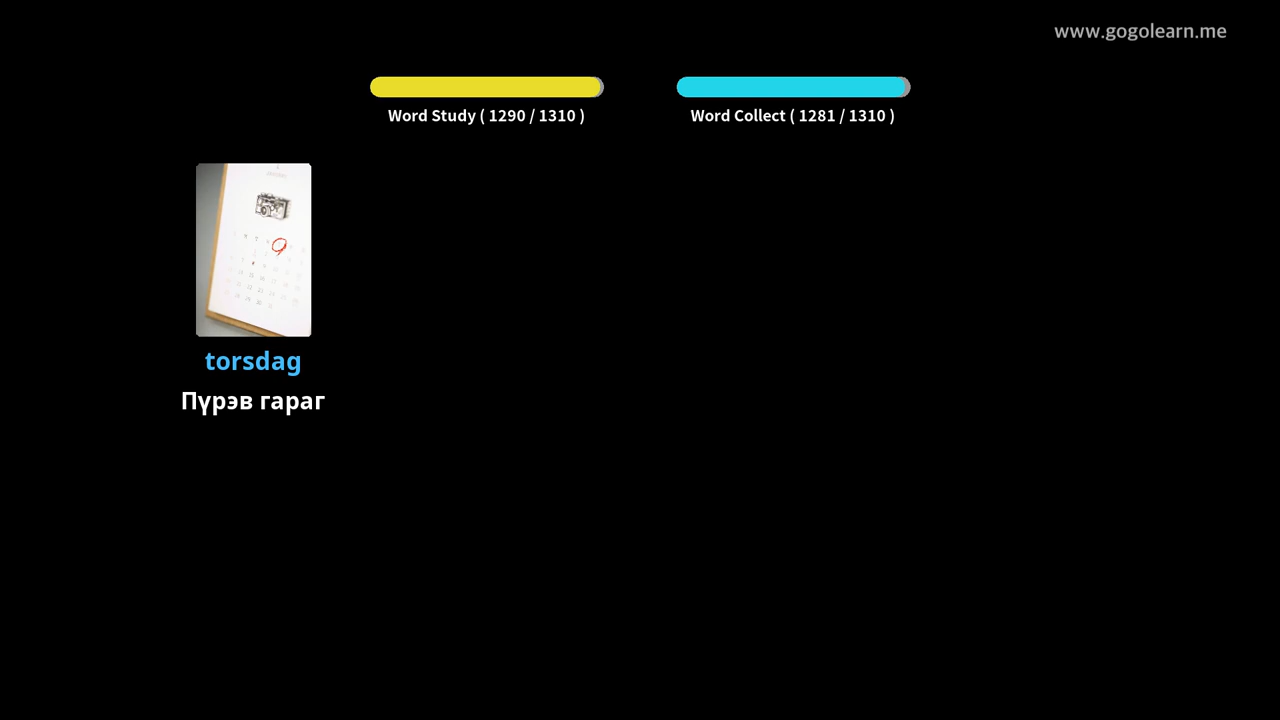 www.gogolearn.me
Word Study ( 1290 / 1310 )
Word Collect ( 1281 / 1310 )
torsdag
Пүрэв гараг